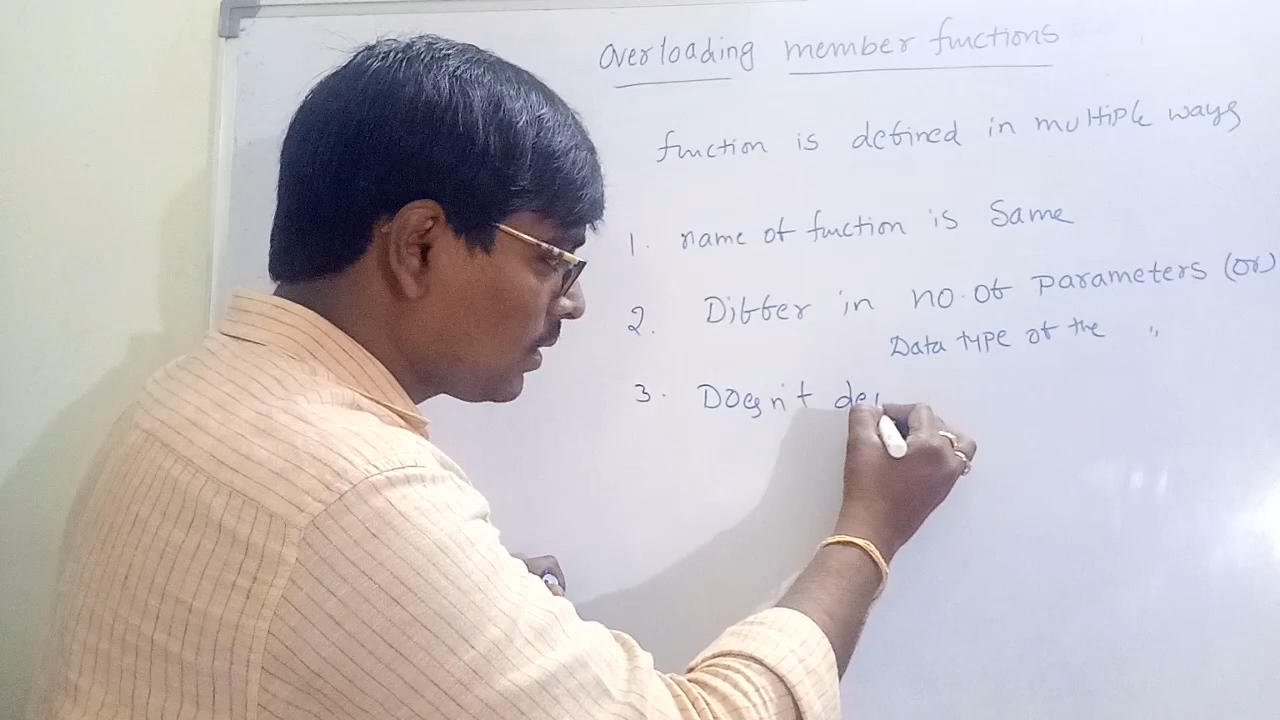 Overloading member functions
function is defined in multiple ways
1. name of function is Same
2. Differ in no. of Parameters (or)
Data type of the "
3. Doesn't de